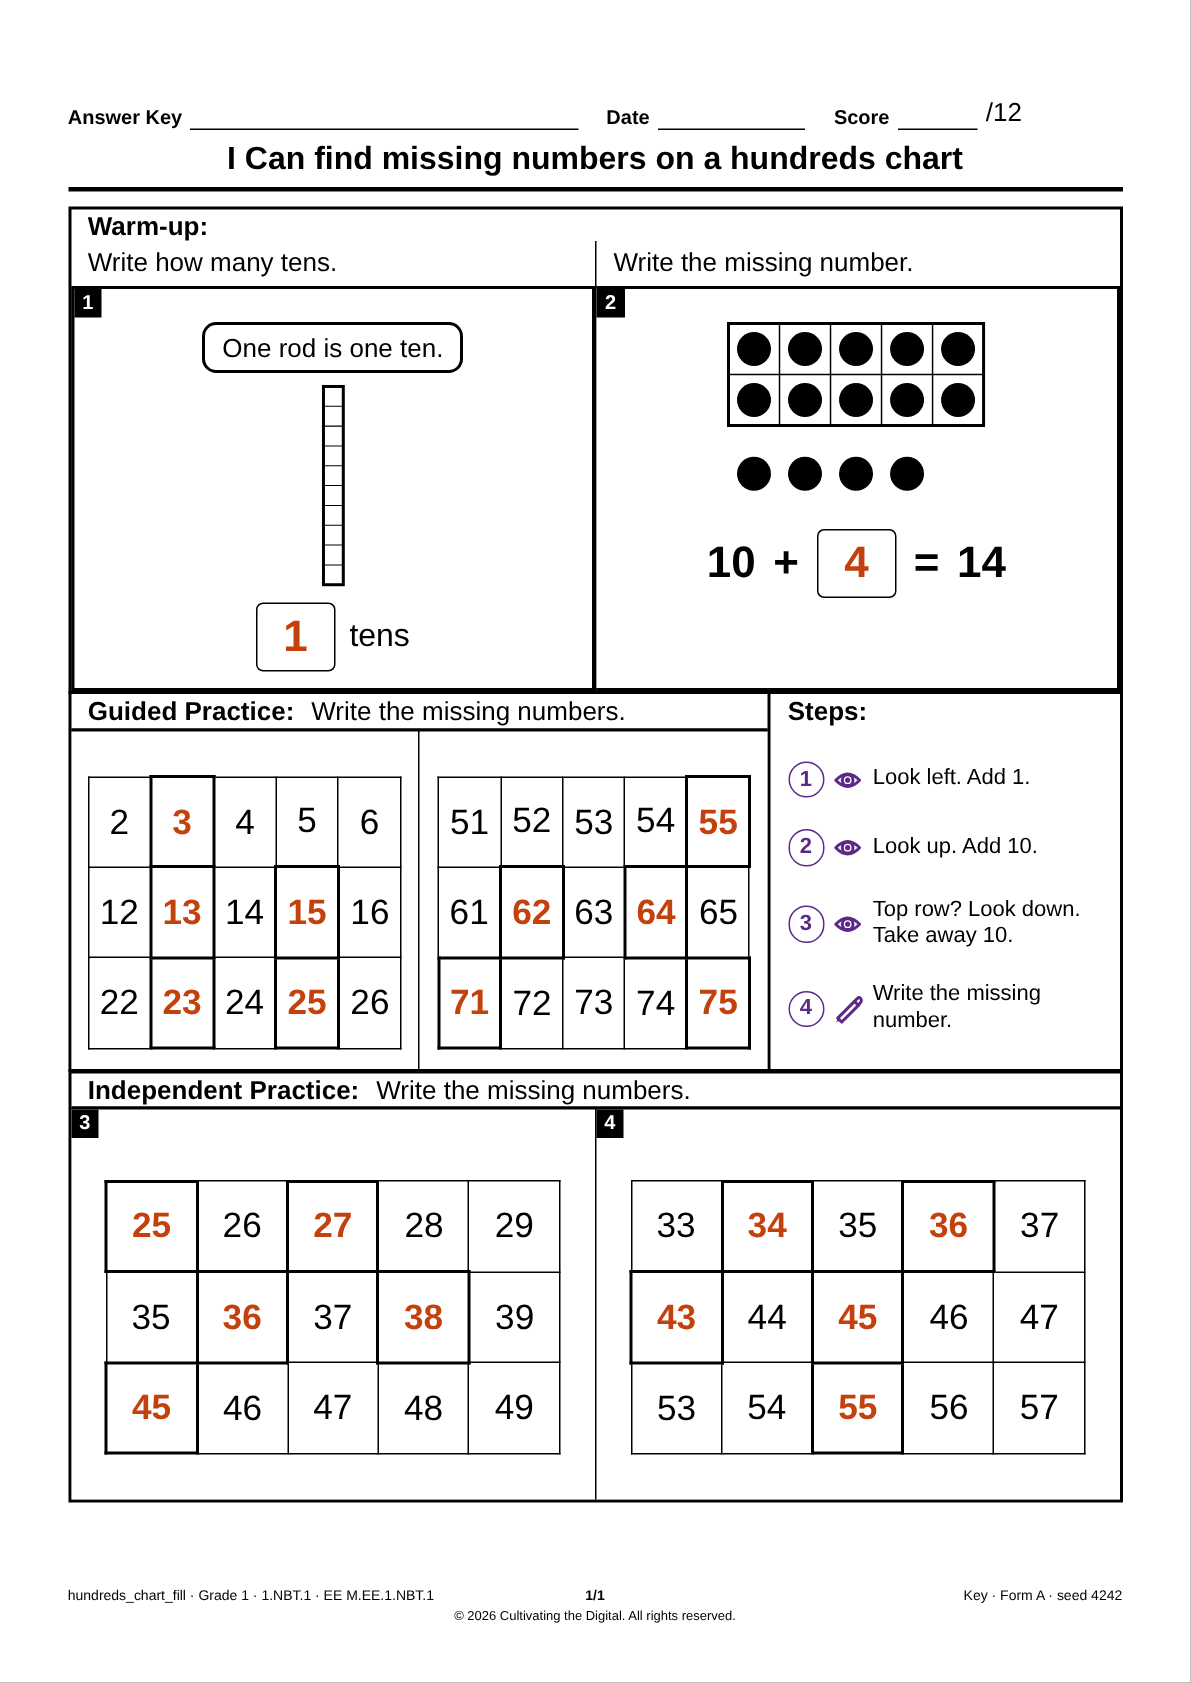 Answer Key Date Score /12
I Can find missing numbers on a hundreds chart
Warm-up:
Write how many tens.
Write the missing number.
1
One rod is one ten.
1 tens
2
10 + 4 = 14
Guided Practice: Write the missing numbers.
2 3 4 5 6
12 13 14 15 16
22 23 24 25 26
51 52 53 54 55
61 62 63 64 65
71 72 73 74 75
Steps:
1 Look left. Add 1.
2 Look up. Add 10.
3 Top row? Look down.
Take away 10.
4 Write the missing
number.
Independent Practice: Write the missing numbers.
3
25 26 27 28 29
35 36 37 38 39
45 46 47 48 49
4
33 34 35 36 37
43 44 45 46 47
53 54 55 56 57
hundreds_chart_fill · Grade 1 · 1.NBT.1 · EE M.EE.1.NBT.1 1/1 Key · Form A · seed 4242
© 2026 Cultivating the Digital. All rights reserved.